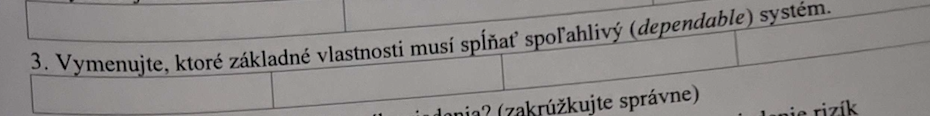 3. Vymenujte, ktoré základné vlastnosti musí spĺňať spoľahlivý (dependable) systém.
(zakrúžkujte správne)
rizík